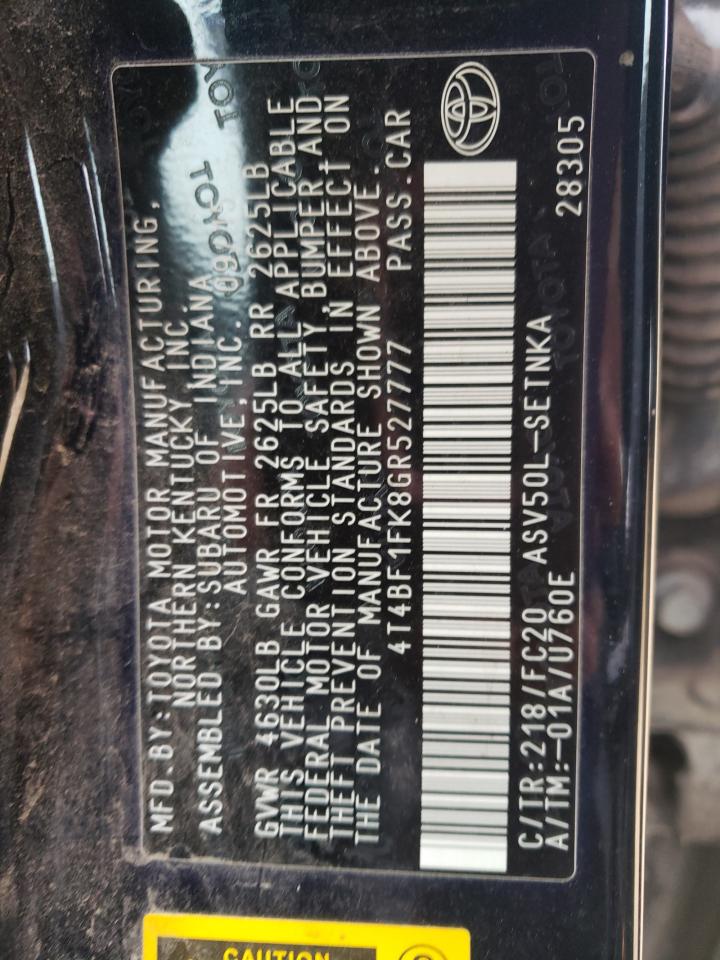 MFD.BY:TOYOTA MOTOR MANUFACTURING,
NORTHERN KENTUCKY INC.
ASSEMBLED BY:SUBARU OF INDIANA
AUTOMOTIVE,INC.
GVWR 4630LB GAWR FR 2625LB RR 2625LB
THIS VEHICLE CONFORMS TO ALL APPLICABLE
FEDERAL MOTOR VEHICLE SAFETY,BUMPER AND
THEFT PREVENTION STANDARDS IN EFFECT ON
THE DATE OF MANUFACTURE SHOWN ABOVE.
4T4BF1FK8GR527777 PASS.CAR
C/TR:218/FC20 ASV50L-SETNKA 28305
A/TM:-01A/U760E
CAUTION